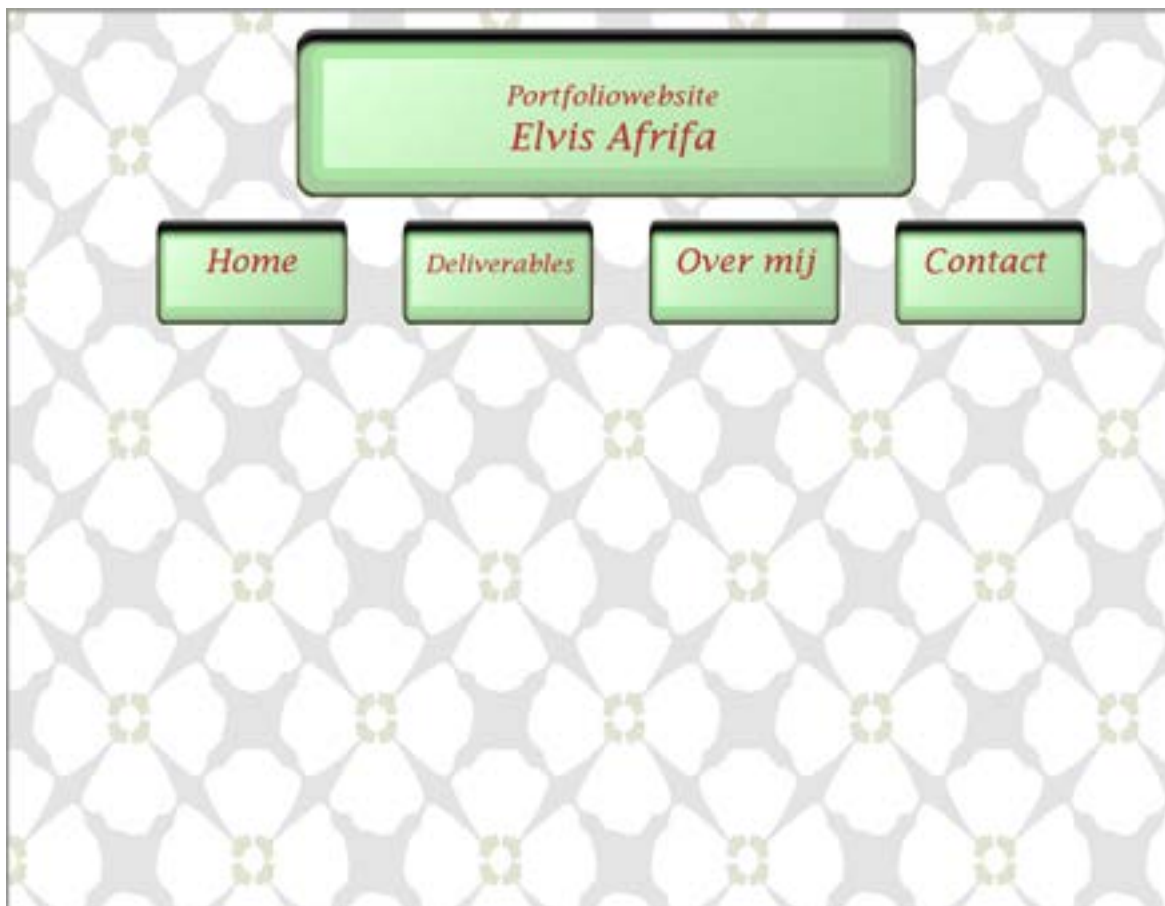 Portfoliowebsite
Elvis Afrifa
Home
Deliverables
Over mij
Contact